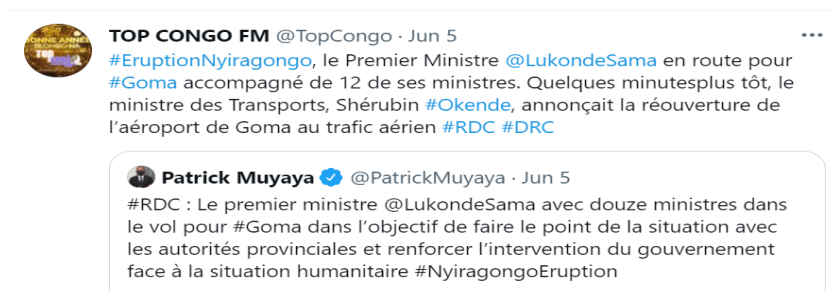 TOP CONGO FM @TopCongo · Jun 5
#EruptionNyiragongo, le Premier Ministre @LukondeSama en route pour
#Goma accompagné de 12 de ses ministres. Quelques minutesplus tôt, le
ministre des Transports, Shérubin #Okende, annonçait la réouverture de
l'aéroport de Goma au trafic aérien #RDC #DRC
Patrick Muyaya @PatrickMuyaya · Jun 5
#RDC : Le premier ministre @LukondeSama avec douze ministres dans
le vol pour #Goma dans l'objectif de faire le point de la situation avec
les autorités provinciales et renforcer l'intervention du gouvernement
face à la situation humanitaire #NyiragongoEruption